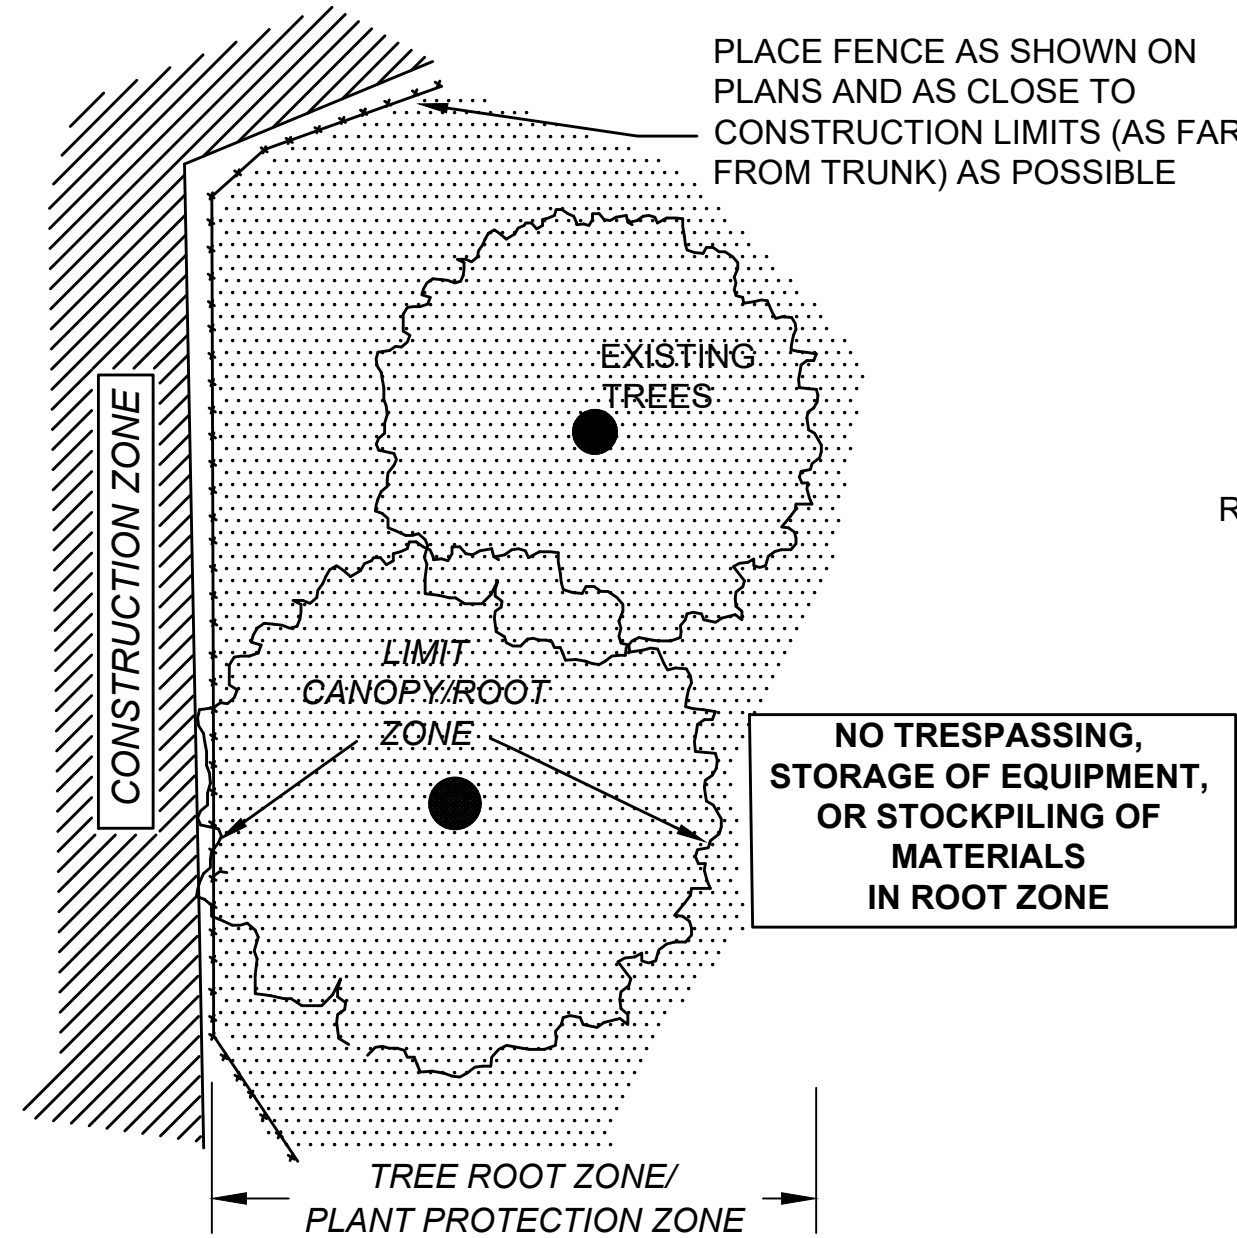 PLACE FENCE AS SHOWN ON
PLANS AND AS CLOSE TO
CONSTRUCTION LIMITS (AS FAR
FROM TRUNK) AS POSSIBLE
EXISTING
TREES
R
CONSTRUCTION ZONE
LIMIT
CANOPY/ROOT
ZONE
NO TRESPASSING,
STORAGE OF EQUIPMENT,
OR STOCKPILING OF
MATERIALS
IN ROOT ZONE
TREE ROOT ZONE/
PLANT PROTECTION ZONE